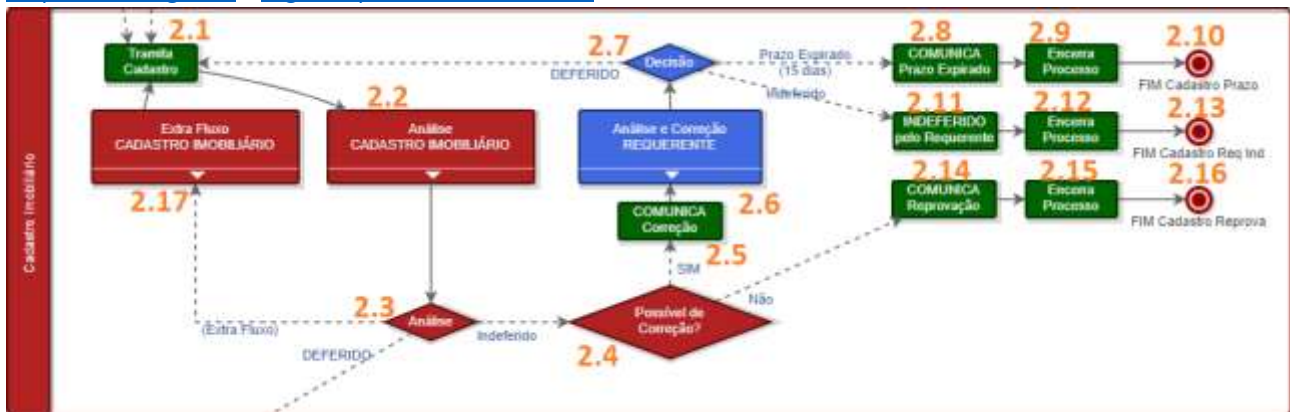 2.1
Tramita
Cadastro
2.7
Decisão
DEFERIDO
Prazo Expirado
(15 dias)
Indeferido
2.8
COMUNICA
Prazo Expirado
2.9
Encerra
Processo
2.10
FIM Cadastro Prazo
2.2
Extra Fluxo
CADASTRO IMOBILIÁRIO
Análise
CADASTRO IMOBILIÁRIO
Análise e Correção
REQUERENTE
2.11
INDEFERIDO
pelo Requerente
2.12
Encerra
Processo
2.13
FIM Cadastro Req Ind
2.17
2.6
COMUNICA
Correção
2.5
2.14
COMUNICA
Reprovação
2.15
Encerra
Processo
2.16
FIM Cadastro Reprova
Cadastro Imobiliário
SIM
Não
2.3
Análise
(Extra Fluxo)
Indeferido
DEFERIDO
2.4
Possível de
Correção?